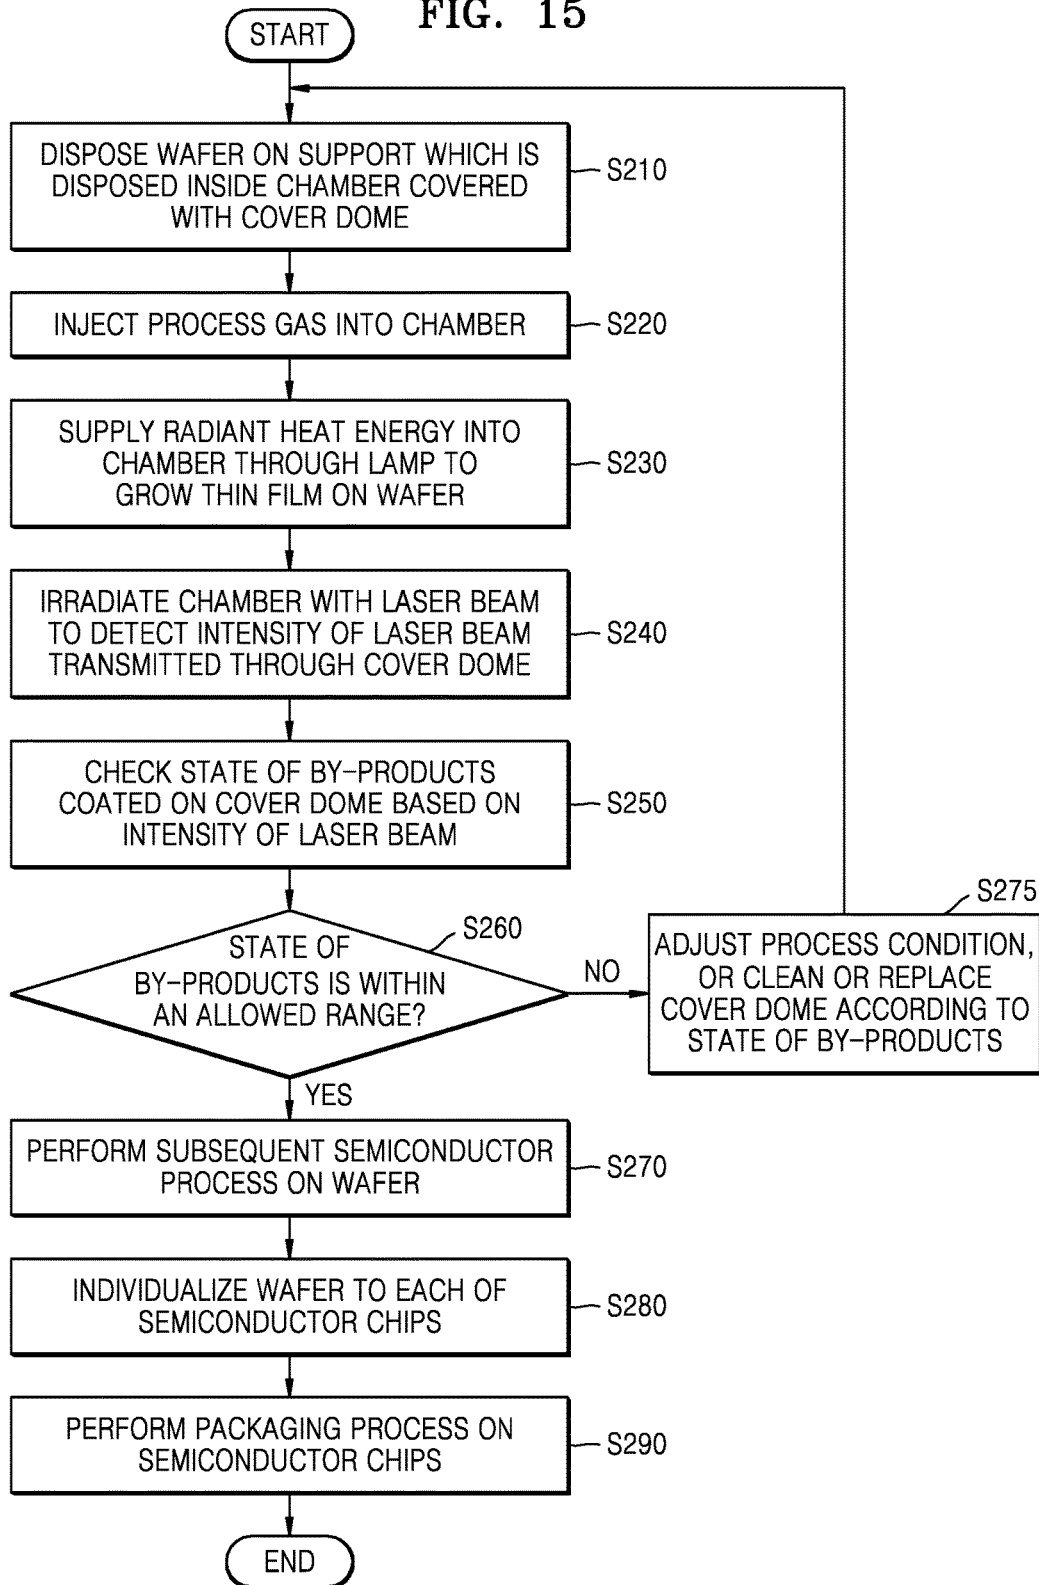 FIG. 15
START
DISPOSE WAFER ON SUPPORT WHICH IS
DISPOSED INSIDE CHAMBER COVERED
WITH COVER DOME
S210
INJECT PROCESS GAS INTO CHAMBER
S220
SUPPLY RADIANT HEAT ENERGY INTO
CHAMBER THROUGH LAMP TO
GROW THIN FILM ON WAFER
S230
IRRADIATE CHAMBER WITH LASER BEAM
TO DETECT INTENSITY OF LASER BEAM
TRANSMITTED THROUGH COVER DOME
S240
CHECK STATE OF BY-PRODUCTS
COATED ON COVER DOME BASED ON
INTENSITY OF LASER BEAM
S250
STATE OF
BY-PRODUCTS IS WITHIN
AN ALLOWED RANGE?
S260
NO
S275
ADJUST PROCESS CONDITION,
OR CLEAN OR REPLACE
COVER DOME ACCORDING TO
STATE OF BY-PRODUCTS
YES
PERFORM SUBSEQUENT SEMICONDUCTOR
PROCESS ON WAFER
S270
INDIVIDUALIZE WAFER TO EACH OF
SEMICONDUCTOR CHIPS
S280
PERFORM PACKAGING PROCESS ON
SEMICONDUCTOR CHIPS
S290
END